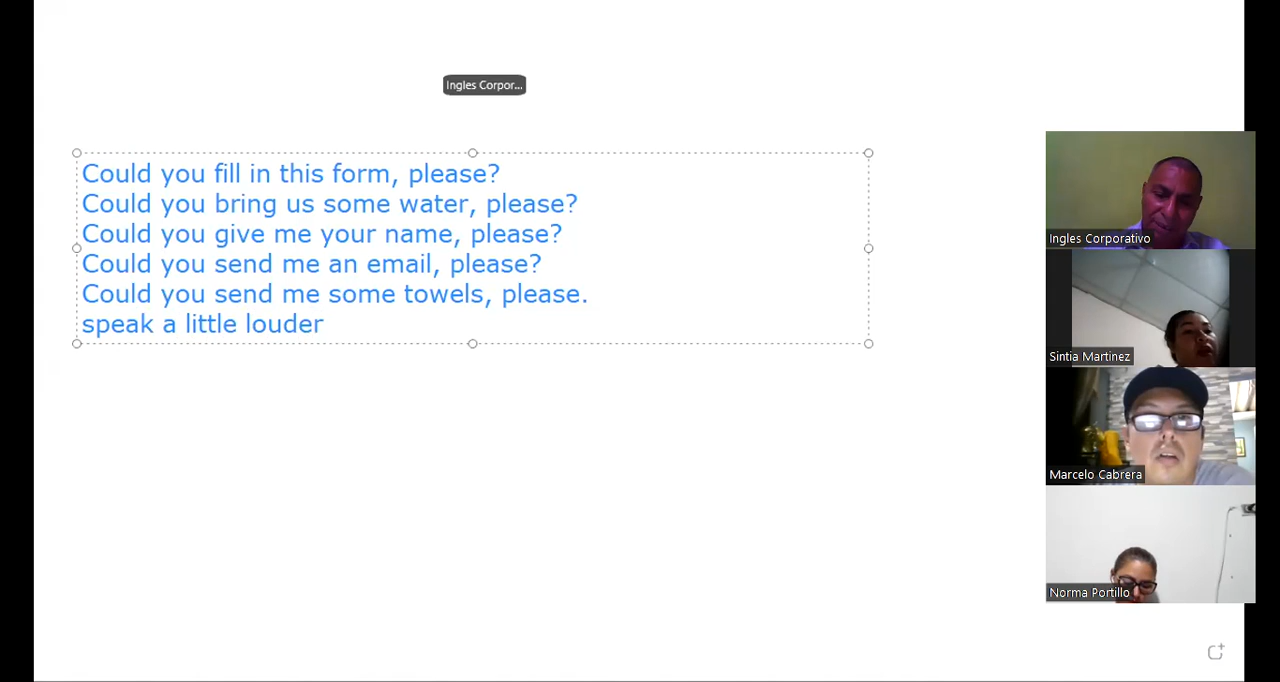 Ingles Corpor...
Could you fill in this form, please?
Could you bring us some water, please?
Could you give me your name, please?
Could you send me an email, please?
Could you send me some towels, please.
speak a little louder
Ingles Corporativo
Sintia Martinez
Marcelo Cabrera
Norma Portillo